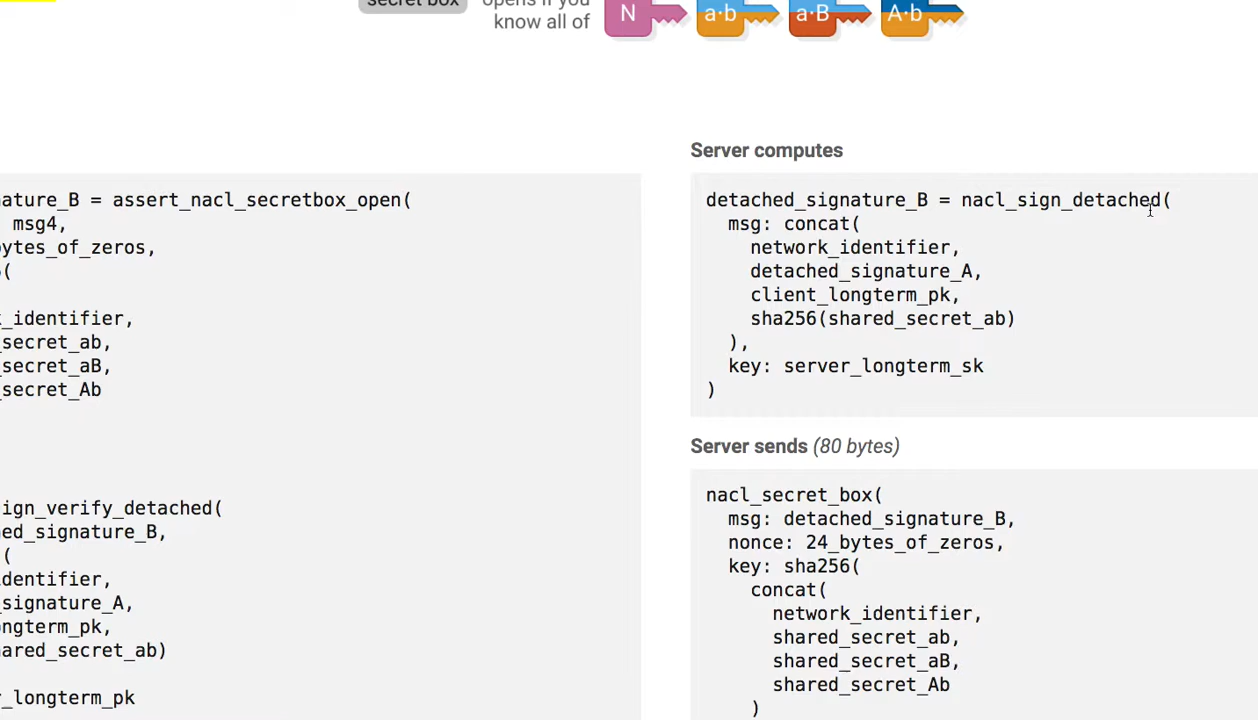 secret box
opens if you
know all of
N
a·b
a·B
A·b
ature_B = assert_nacl_secretbox_open(
msg4,
ytes_of_zeros,
(
_identifier,
secret_ab,
secret_aB,
secret_Ab
ign_verify_detached(
ed_signature_B,
(
dentifier,
signature_A,
ngterm_pk,
ared_secret_ab)
_longterm_pk
Server computes
detached_signature_B = nacl_sign_detached(
msg: concat(
network_identifier,
detached_signature_A,
client_longterm_pk,
sha256(shared_secret_ab)
),
key: server_longterm_sk
)
Server sends (80 bytes)
nacl_secret_box(
msg: detached_signature_B,
nonce: 24_bytes_of_zeros,
key: sha256(
concat(
network_identifier,
shared_secret_ab,
shared_secret_aB,
shared_secret_Ab
)